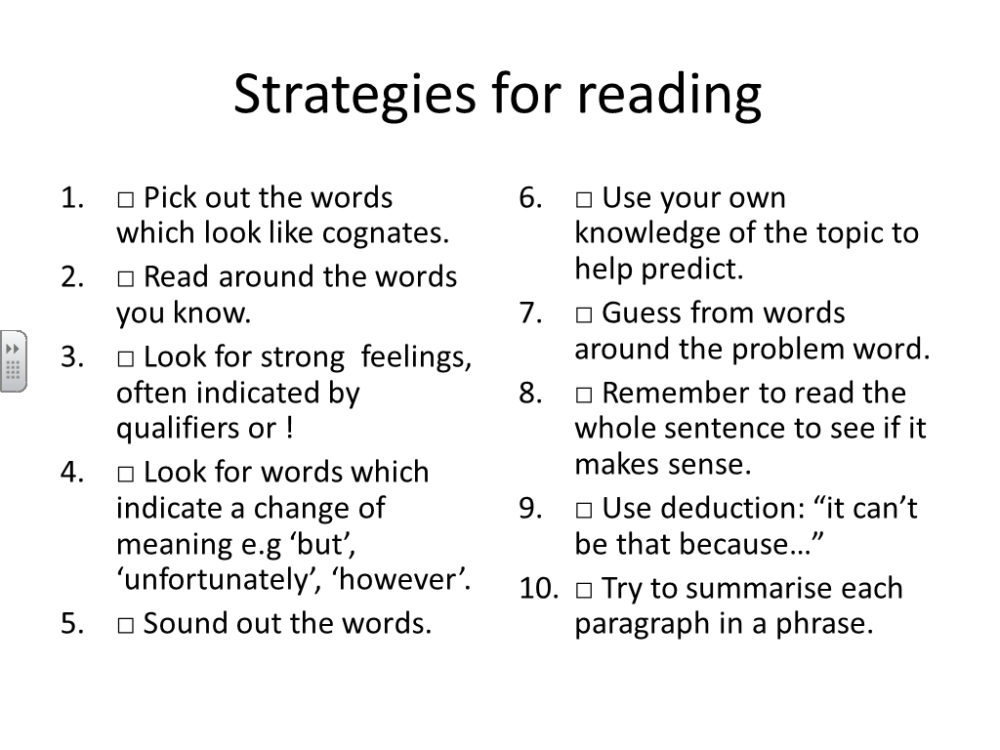 Strategies for reading
1. □ Pick out the words
which look like cognates.
2. □ Read around the words
you know.
3. □ Look for strong  feelings,
often indicated by
qualifiers or !
4. □ Look for words which
indicate a change of
meaning e.g ‘but’,
‘unfortunately’, ‘however’.
5. □ Sound out the words.
6. □ Use your own
knowledge of the topic to
help predict.
7. □ Guess from words
around the problem word.
8. □ Remember to read the
whole sentence to see if it
makes sense.
9. □ Use deduction: “it can’t
be that because…”
10. □ Try to summarise each
paragraph in a phrase.